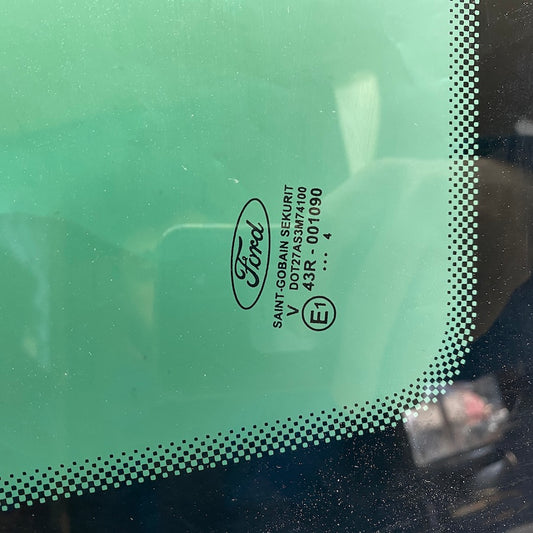 Ford
SAINT-GOBAIN SEKURIT
V DOT27AS3M74100
E1 43R - 001090
... 4